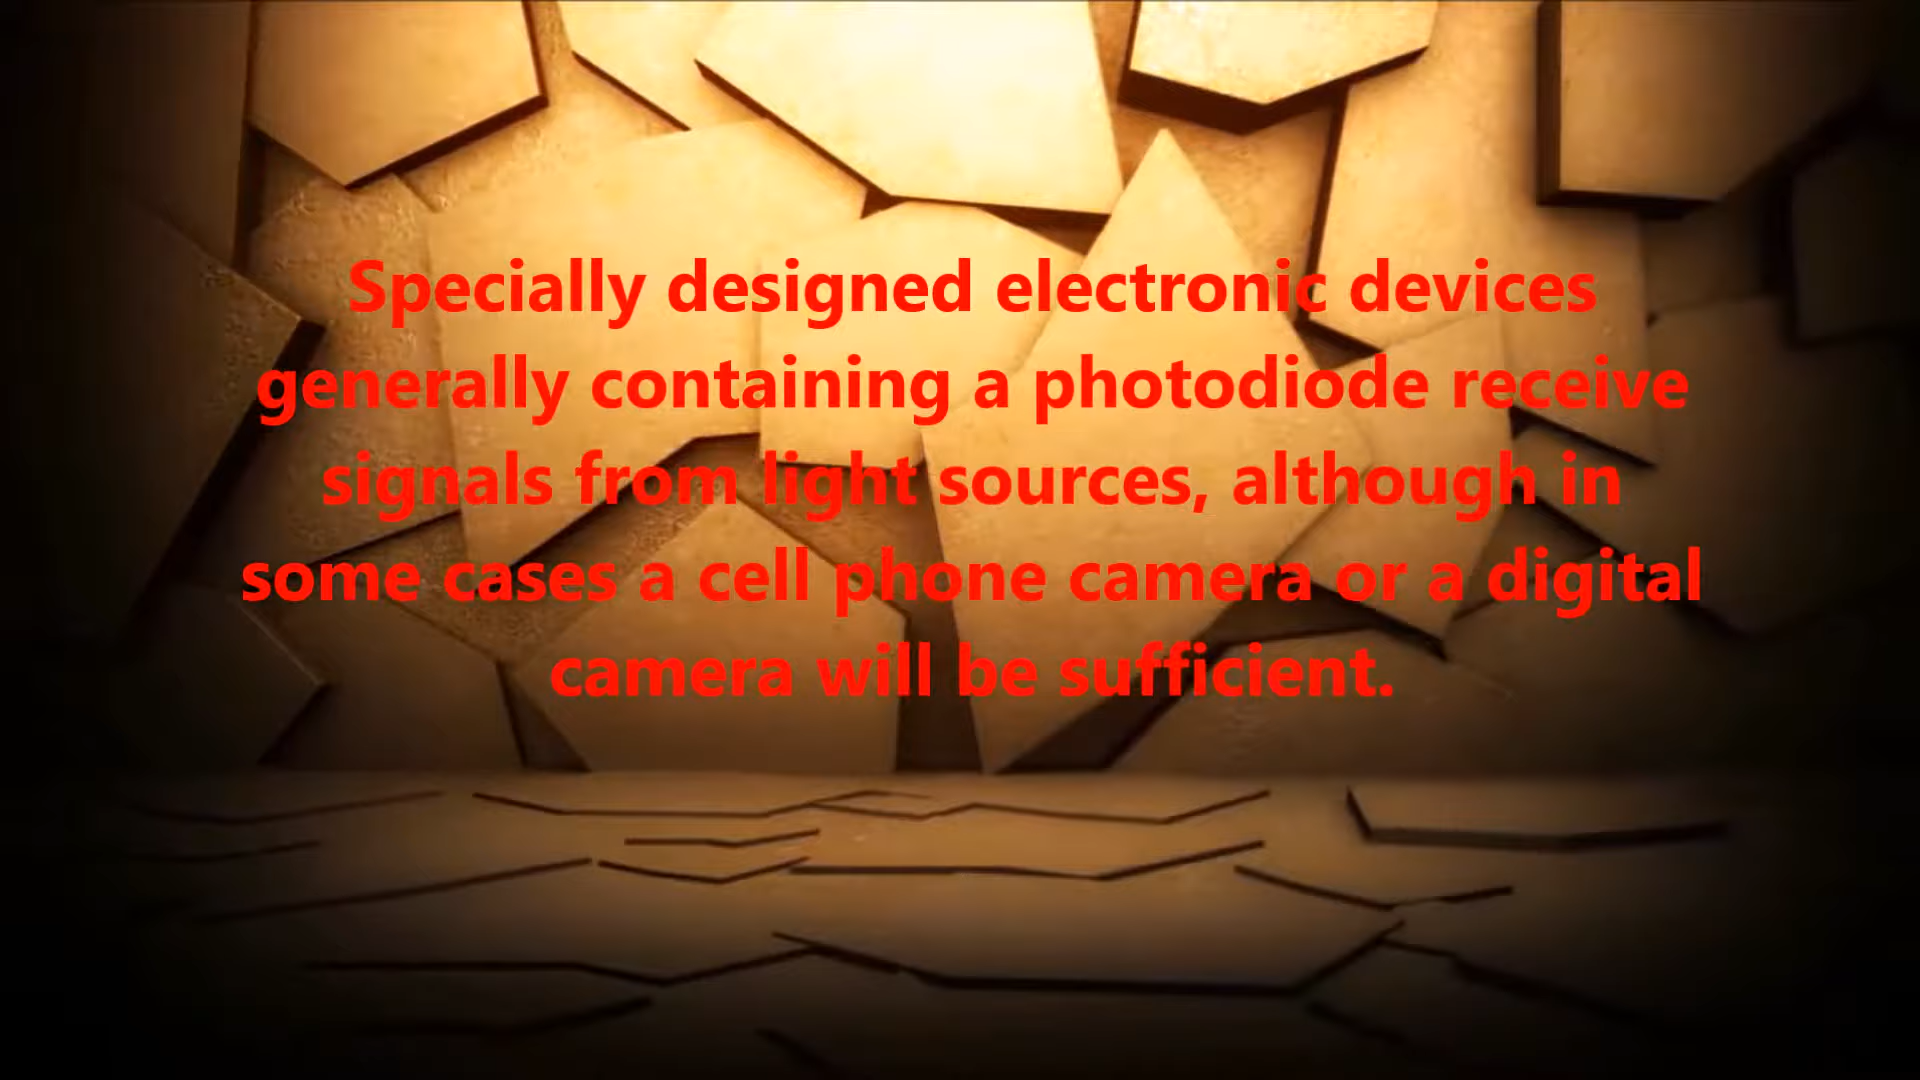 Specially designed electronic devices
generally containing a photodiode receive
signals from light sources, although in
some cases a cell phone camera or a digital
camera will be sufficient.